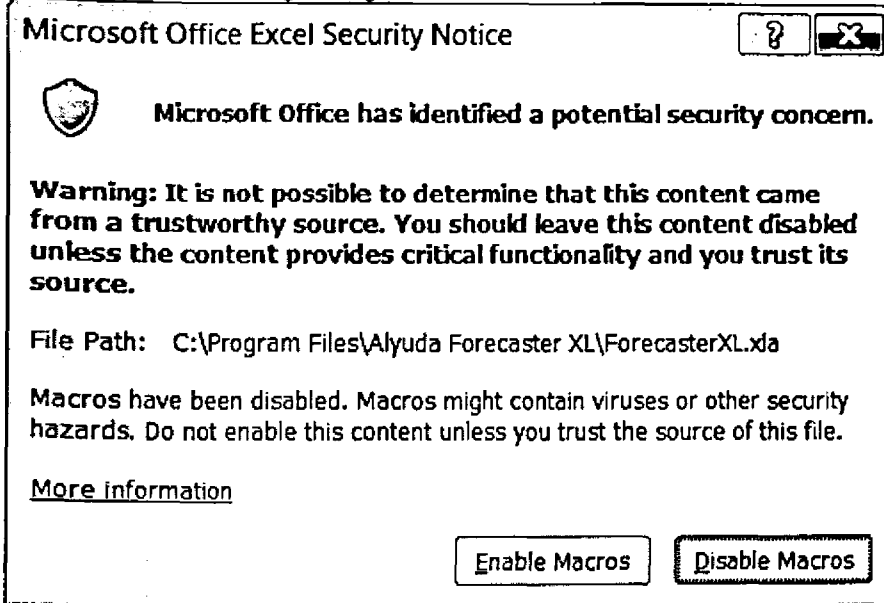 Microsoft Office Excel Security Notice
Microsoft Office has identified a potential security concern.
Warning: It is not possible to determine that this content came
from a trustworthy source. You should leave this content disabled
unless the content provides critical functionality and you trust its
source.
File Path: C:\Program Files\Alyuda Forecaster XL\ForecasterXL.xla
Macros have been disabled. Macros might contain viruses or other security
hazards. Do not enable this content unless you trust the source of this file.
More information
Enable Macros Disable Macros